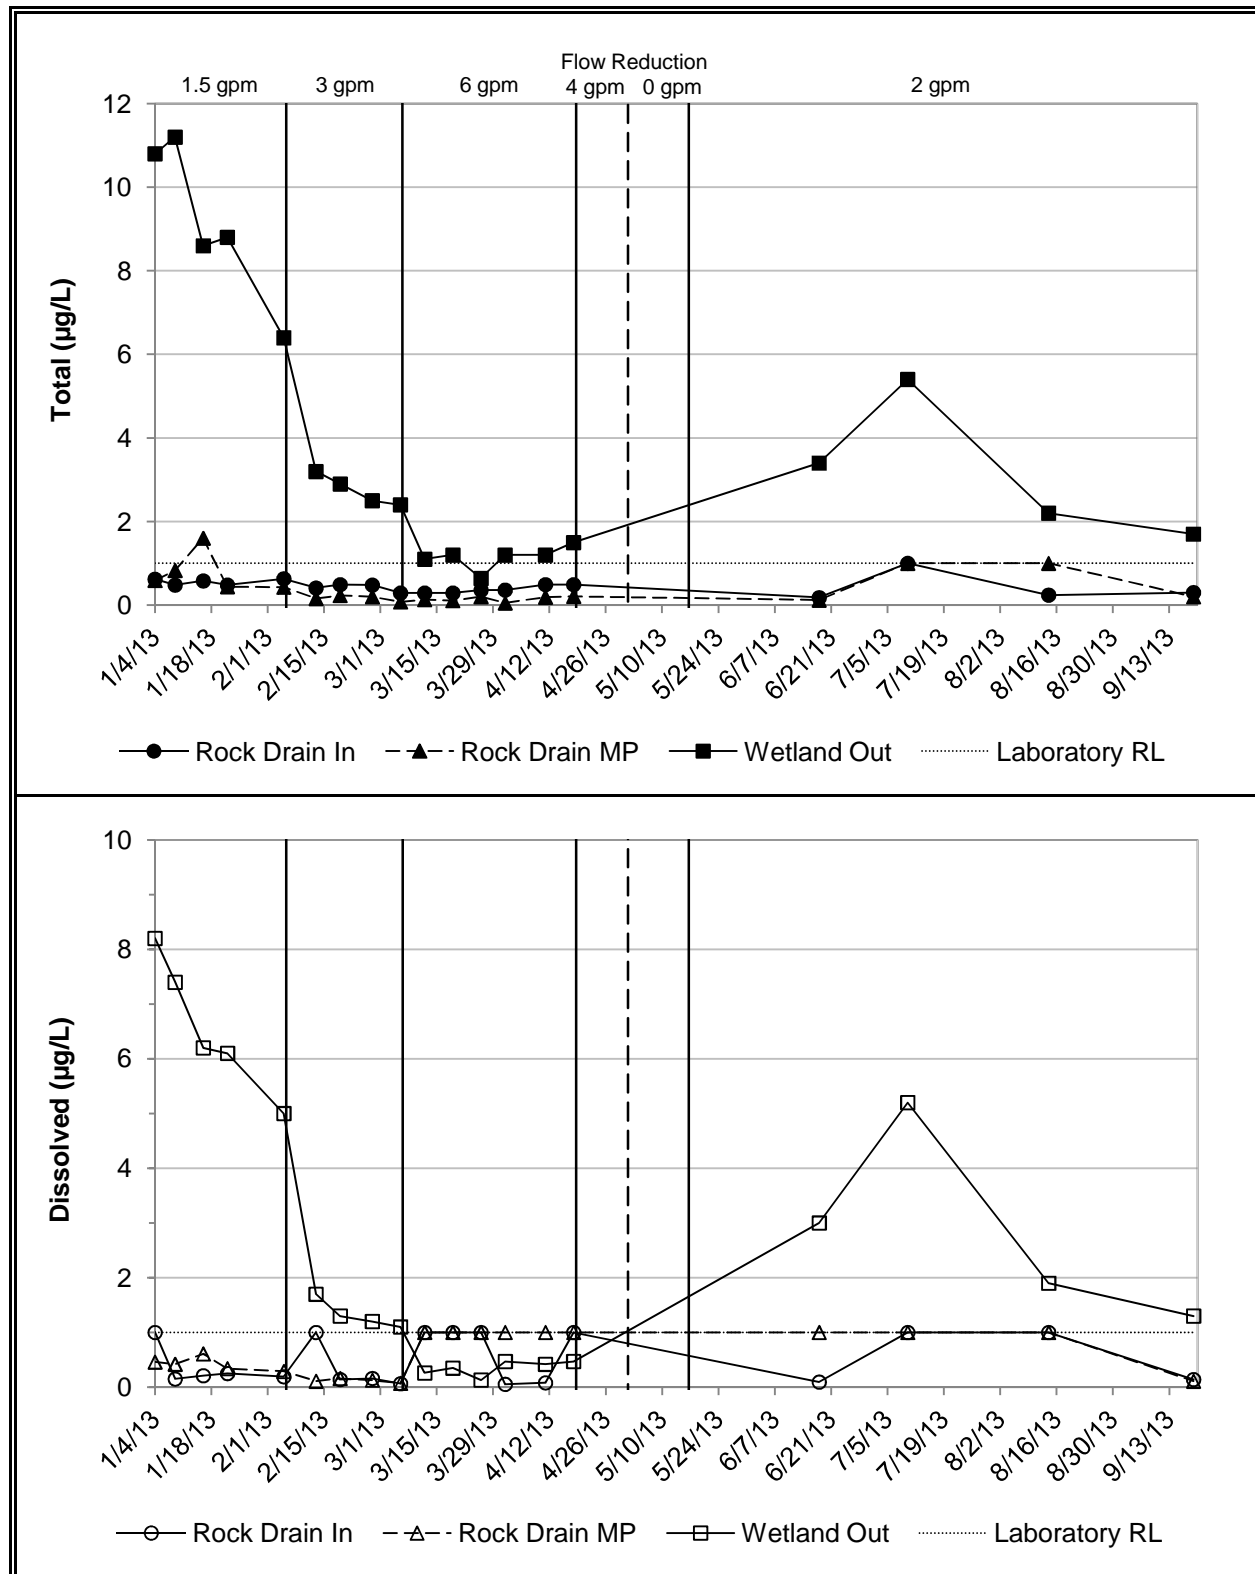 Flow Reduction
1.5 gpm 3 gpm 6 gpm 4 gpm 0 gpm 2 gpm
12
10
8
6
4
2
0
Total (µg/L)
1/4/13 1/18/13 2/1/13 2/15/13 3/1/13 3/15/13 3/29/13 4/12/13 4/26/13 5/10/13 5/24/13 6/7/13 6/21/13 7/5/13 7/19/13 8/2/13 8/16/13 8/30/13 9/13/13
Rock Drain In Rock Drain MP Wetland Out Laboratory RL
10
8
6
4
2
0
Dissolved (µg/L)
1/4/13 1/18/13 2/1/13 2/15/13 3/1/13 3/15/13 3/29/13 4/12/13 4/26/13 5/10/13 5/24/13 6/7/13 6/21/13 7/5/13 7/19/13 8/2/13 8/16/13 8/30/13 9/13/13
Rock Drain In Rock Drain MP Wetland Out Laboratory RL